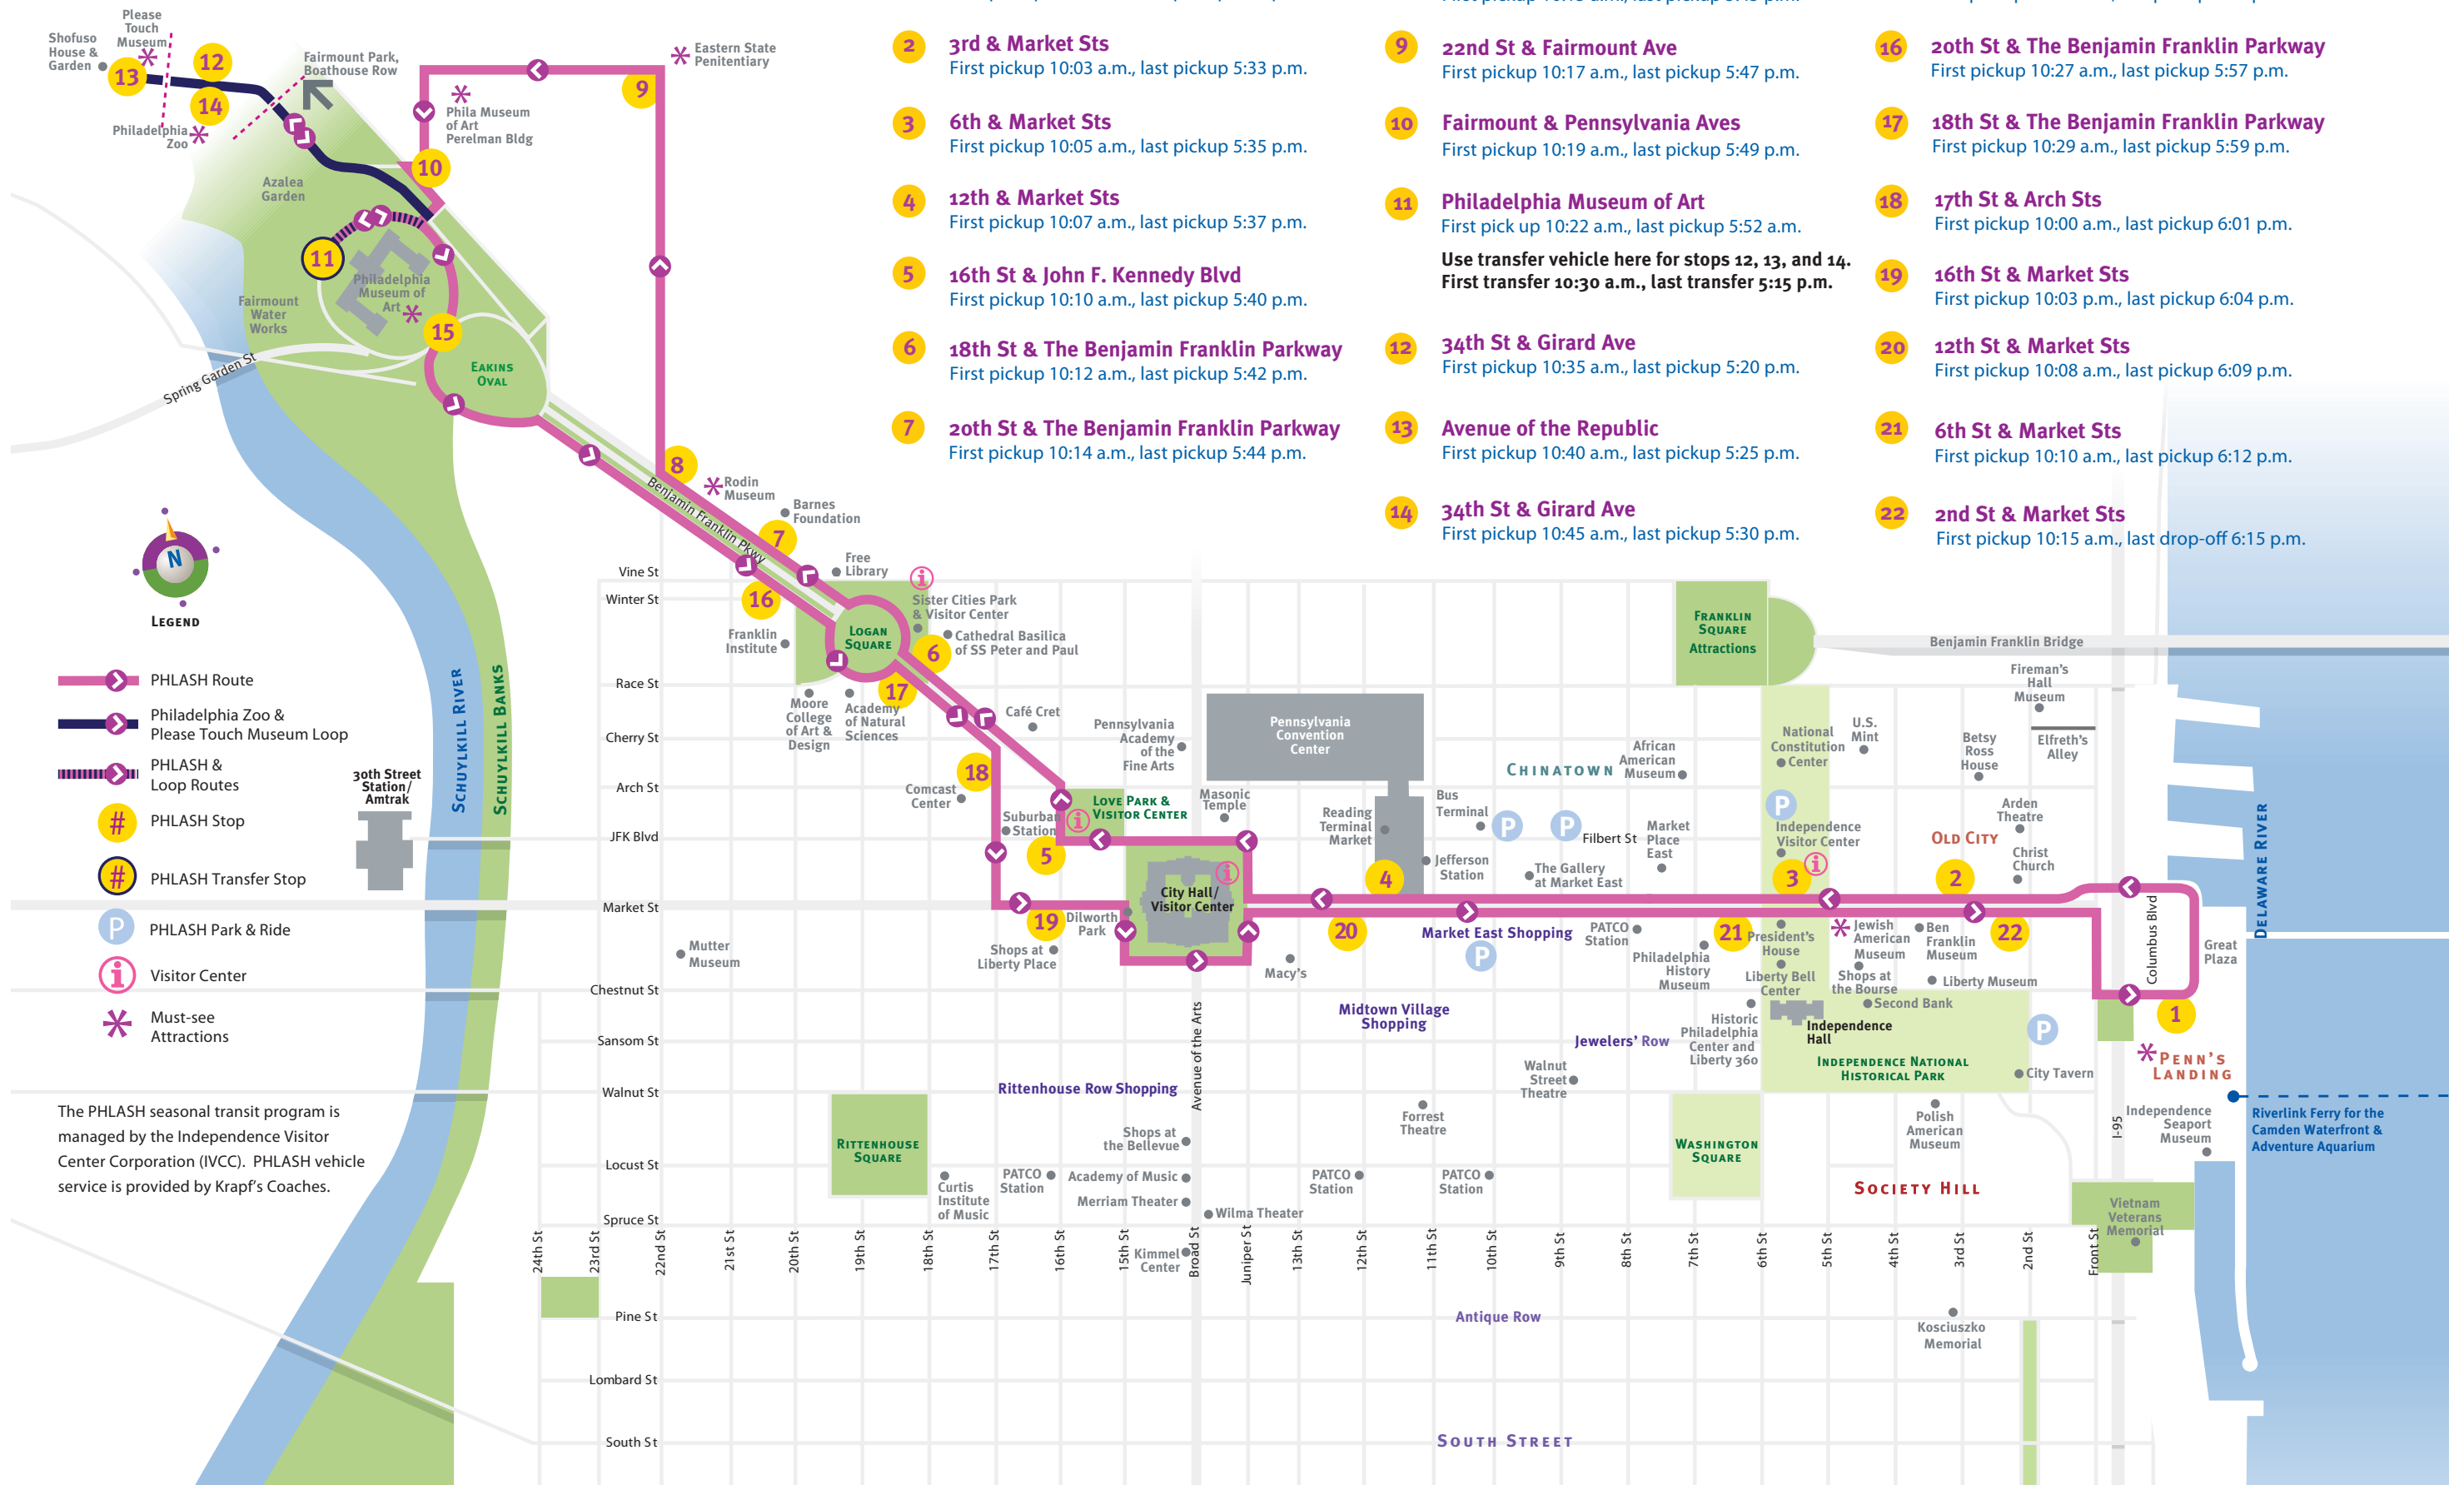 2
3rd & Market Sts
First pickup 10:03 a.m., last pickup 5:33 p.m.
3
6th & Market Sts
First pickup 10:05 a.m., last pickup 5:35 p.m.
4
12th & Market Sts
First pickup 10:07 a.m., last pickup 5:37 p.m.
5
16th St & John F. Kennedy Blvd
First pickup 10:10 a.m., last pickup 5:40 p.m.
6
18th St & The Benjamin Franklin Parkway
First pickup 10:12 a.m., last pickup 5:42 p.m.
7
20th St & The Benjamin Franklin Parkway
First pickup 10:14 a.m., last pickup 5:44 p.m.
9
22nd St & Fairmount Ave
First pickup 10:17 a.m., last pickup 5:47 p.m.
10
Fairmount & Pennsylvania Aves
First pickup 10:19 a.m., last pickup 5:49 p.m.
11
Philadelphia Museum of Art
First pick up 10:22 a.m., last pickup 5:52 a.m.
Use transfer vehicle here for stops 12, 13, and 14.
First transfer 10:30 a.m., last transfer 5:15 p.m.
12
34th St & Girard Ave
First pickup 10:35 a.m., last pickup 5:20 p.m.
13
Avenue of the Republic
First pickup 10:40 a.m., last pickup 5:25 p.m.
14
34th St & Girard Ave
First pickup 10:45 a.m., last pickup 5:30 p.m.
16
20th St & The Benjamin Franklin Parkway
First pickup 10:27 a.m., last pickup 5:57 p.m.
17
18th St & The Benjamin Franklin Parkway
First pickup 10:29 a.m., last pickup 5:59 p.m.
18
17th St & Arch Sts
First pickup 10:00 a.m., last pickup 6:01 p.m.
19
16th St & Market Sts
First pickup 10:03 p.m., last pickup 6:04 p.m.
20
12th St & Market Sts
First pickup 10:08 a.m., last pickup 6:09 p.m.
21
6th St & Market Sts
First pickup 10:10 a.m., last pickup 6:12 p.m.
22
2nd St & Market Sts
First pickup 10:15 a.m., last drop-off 6:15 p.m.
Please
Touch
Museum
Shofuso
House &
Garden
13
12
14
Philadelphia
Zoo
Fairmount Park,
Boathouse Row
Eastern State
Penitentiary
9
Phila Museum
of Art
Perelman Bldg
10
Azalea
Garden
11
Philadelphia
Museum of
Art
Fairmount
Water
Works
15
Eakins
Oval
Spring Garden St
8
Rodin
Museum
Barnes
Foundation
Benjamin Franklin Pkwy
7
Free
Library
16
N
Legend
PHLASH Route
Philadelphia Zoo &
Please Touch Museum Loop
PHLASH &
Loop Routes
#
PHLASH Stop
#
PHLASH Transfer Stop
P
PHLASH Park & Ride
i
Visitor Center
Must-see
Attractions
The PHLASH seasonal transit program is
managed by the Independence Visitor
Center Corporation (IVCC). PHLASH vehicle
service is provided by Krapf's Coaches.
30th Street
Station/
Amtrak
Schuylkill River
Schuylkill Banks
Vine St
Winter St
Race St
Cherry St
Arch St
JFK Blvd
Market St
Chestnut St
Sansom St
Walnut St
Locust St
Spruce St
Pine St
Lombard St
South St
Franklin
Institute
Logan
Square
i
Sister Cities Park
& Visitor Center
Cathedral Basilica
of SS Peter and Paul
6
17
Moore
College
of Art &
Design
Academy
of Natural
Sciences
Café Cret
Pennsylvania
Academy
of the
Fine Arts
Pennsylvania
Convention
Center
Chinatown
African
American
Museum
Franklin
Square
Attractions
Benjamin Franklin Bridge
Fireman's
Hall
Museum
National
Constitution
Center
U.S.
Mint
Betsy
Ross
House
Elfreth's
Alley
18
Comcast
Center
Suburban
Station
i
Love Park &
Visitor Center
Masonic
Temple
Reading
Terminal
Market
Bus
Terminal
P
P
Filbert St
Market
Place
East
P
Independence
Visitor Center
i
Old City
Arden
Theatre
Christ
Church
5
City Hall/
Visitor Center
i
4
Jefferson
Station
The Gallery
at Market East
3
2
Delaware River
19
Dilworth
Park
20
Market East Shopping
P
PATCO
Station
21
President's
House
Jewish
American
Museum
Ben
Franklin
Museum
22
Columbus Blvd
Great
Plaza
Mutter
Museum
Shops at
Liberty Place
Macy's
Philadelphia
History
Museum
Liberty Bell
Center
Shops at
the Bourse
Liberty Museum
Second Bank
1
Midtown Village
Shopping
Jewelers' Row
Historic
Philadelphia
Center and
Liberty 360
Independence
Hall
P
Independence National
Historical Park
City Tavern
Penn's
Landing
Avenue of the Arts
Rittenhouse Row Shopping
Walnut
Street
Theatre
Forrest
Theatre
Polish
American
Museum
I-95
Independence
Seaport
Museum
Riverlink Ferry for the
Camden Waterfront &
Adventure Aquarium
Rittenhouse
Square
Shops at
the Bellevue
Washington
Square
Curtis
Institute
of Music
PATCO
Station
Academy of Music
Merriam Theater
PATCO
Station
PATCO
Station
Society Hill
Wilma Theater
Kimmel
Center
Vietnam
Veterans
Memorial
24th St
23rd St
22nd St
21st St
20th St
19th St
18th St
17th St
16th St
15th St
Broad St
Juniper St
13th St
12th St
11th St
10th St
9th St
8th St
7th St
6th St
5th St
4th St
3rd St
2nd St
Front St
Antique Row
Kosciuszko
Memorial
South Street